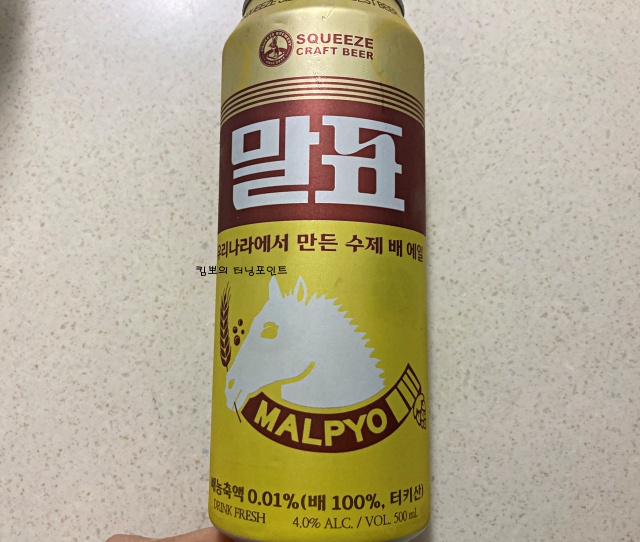 SQUEEZE
CRAFT BEER
말표
우리나라에서 만든 수제 배 에일
킴뽀의 터닝포인트
MALPYO
배농축액 0.01%(배 100%, 터키산)
DRINK FRESH 4.0% ALC. / VOL. 500 mL